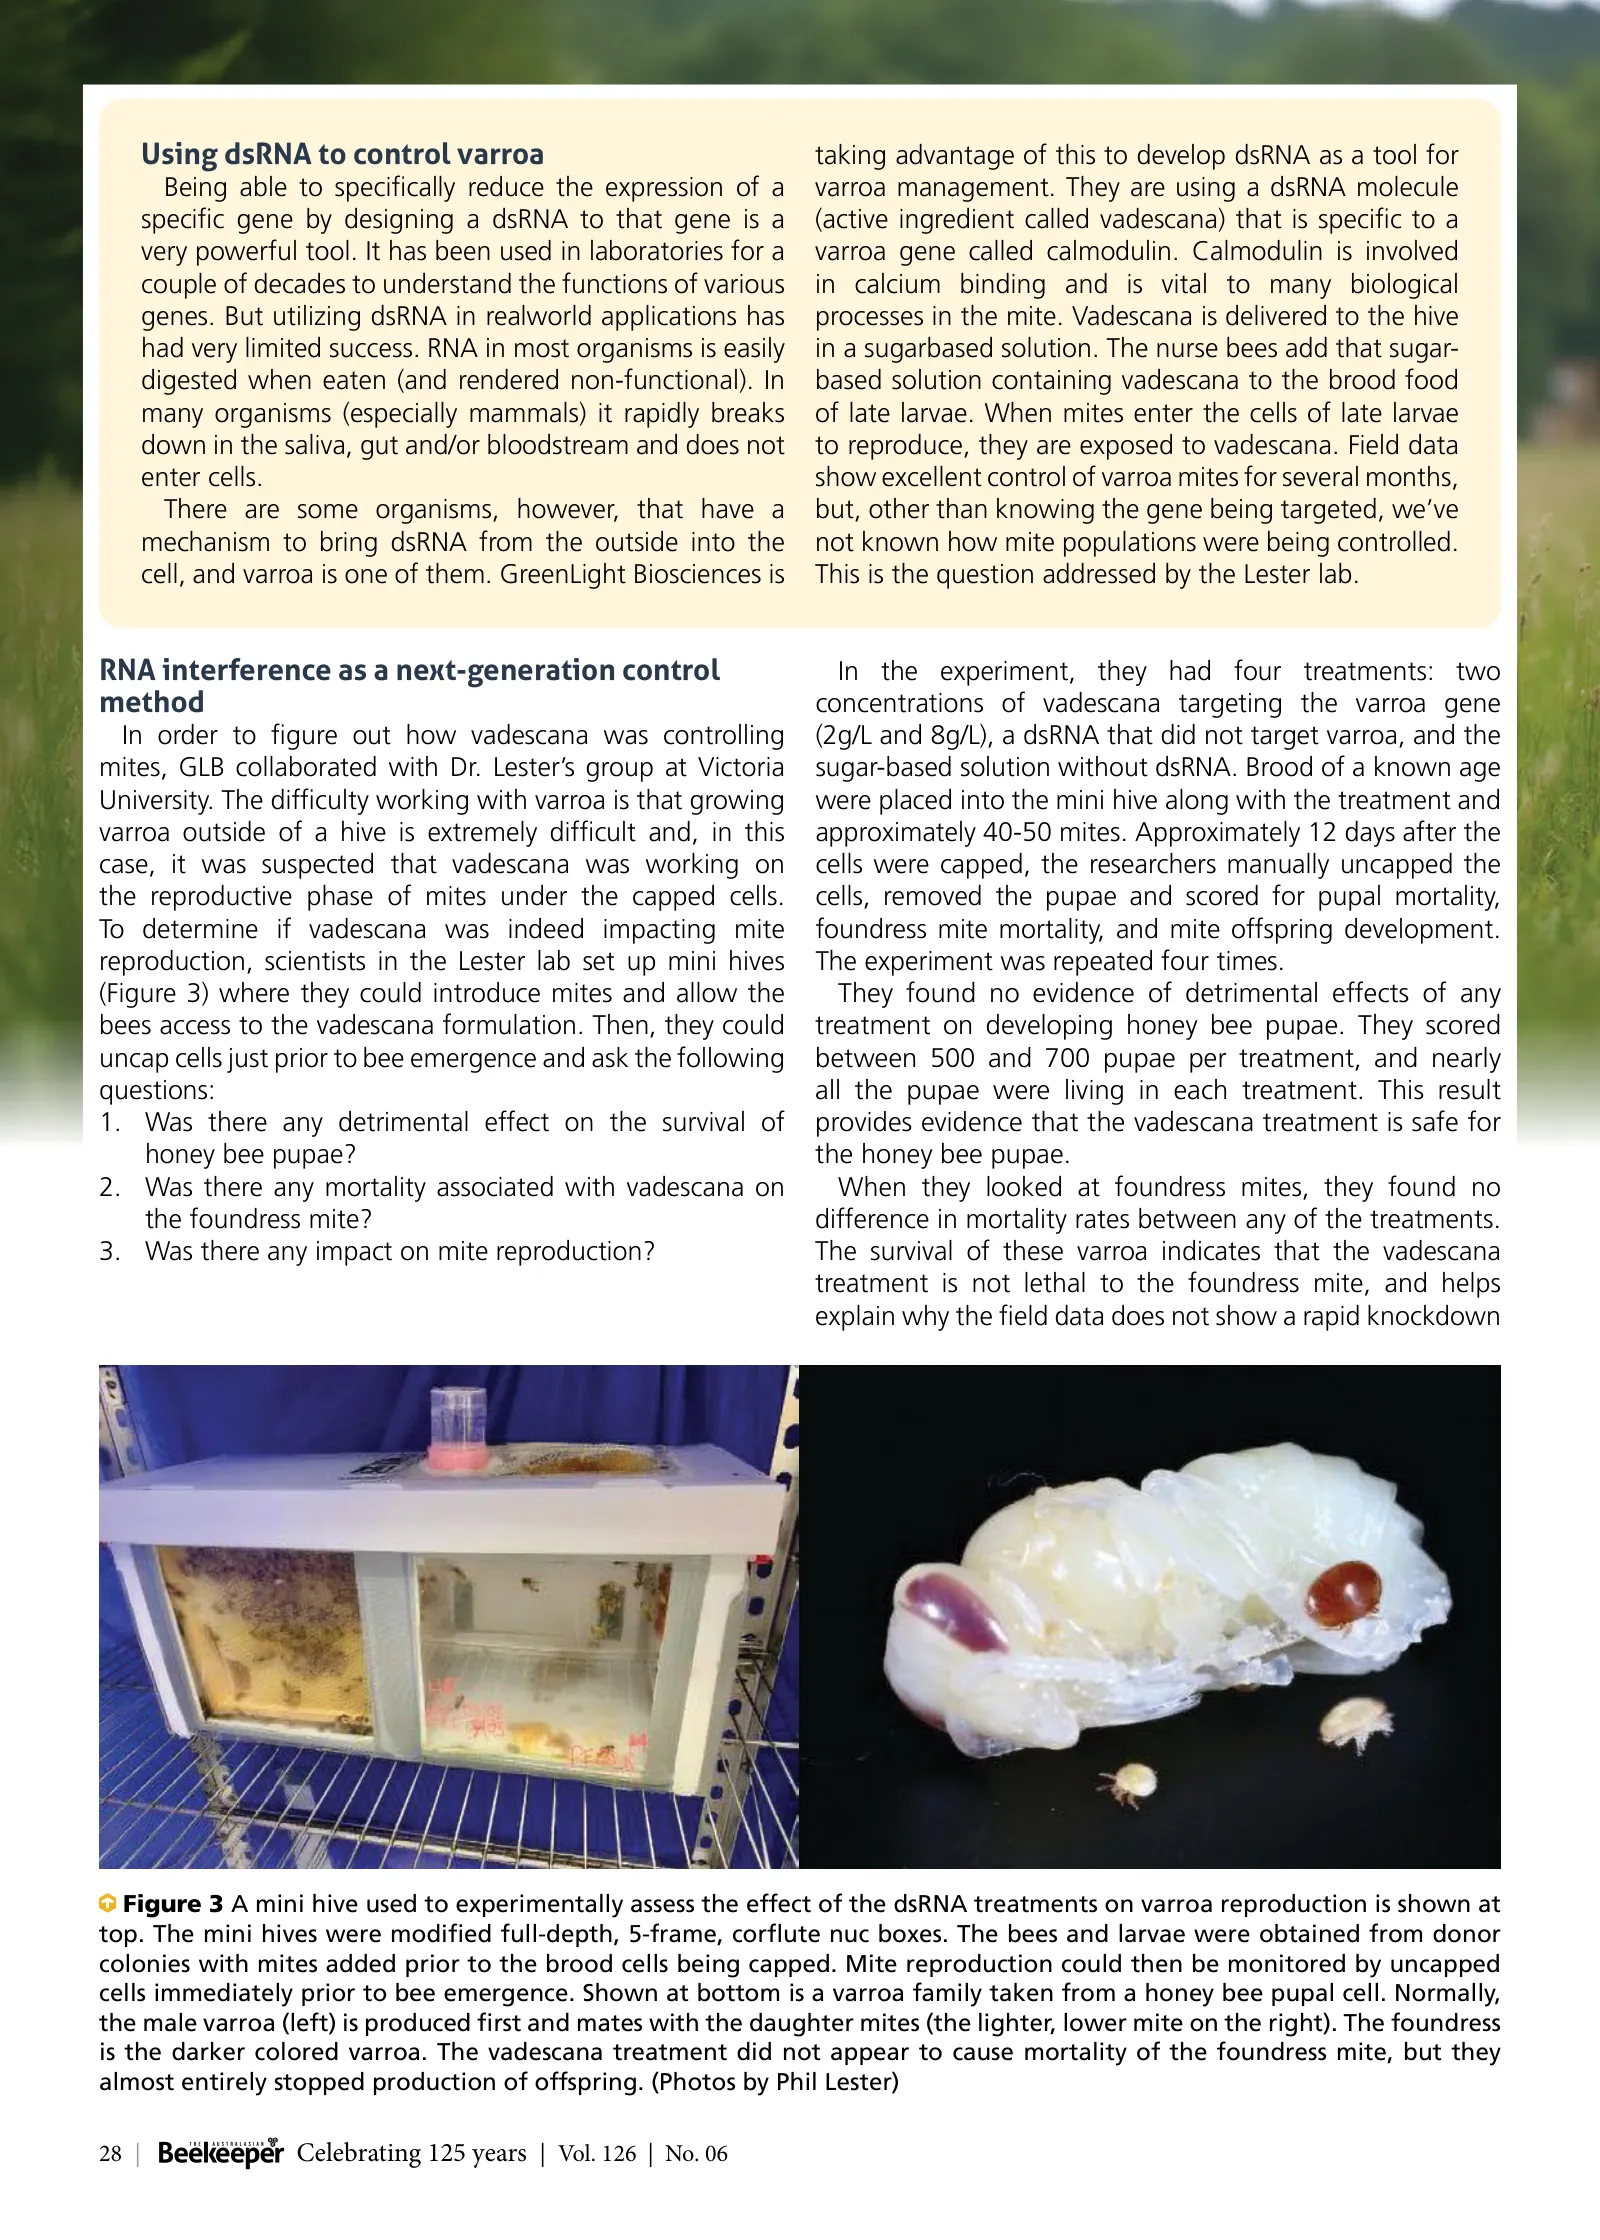 Using dsRNA to control varroa
Being able to specifically reduce the expression of a
specific gene by designing a dsRNA to that gene is a
very powerful tool. It has been used in laboratories for a
couple of decades to understand the functions of various
genes. But utilizing dsRNA in realworld applications has
had very limited success. RNA in most organisms is easily
digested when eaten (and rendered non-functional). In
many organisms (especially mammals) it rapidly breaks
down in the saliva, gut and/or bloodstream and does not
enter cells.
There are some organisms, however, that have a
mechanism to bring dsRNA from the outside into the
cell, and varroa is one of them. GreenLight Biosciences is
taking advantage of this to develop dsRNA as a tool for
varroa management. They are using a dsRNA molecule
(active ingredient called vadescana) that is specific to a
varroa gene called calmodulin. Calmodulin is involved
in calcium binding and is vital to many biological
processes in the mite. Vadescana is delivered to the hive
in a sugarbased solution. The nurse bees add that sugar-
based solution containing vadescana to the brood food
of late larvae. When mites enter the cells of late larvae
to reproduce, they are exposed to vadescana. Field data
show excellent control of varroa mites for several months,
but, other than knowing the gene being targeted, we've
not known how mite populations were being controlled.
This is the question addressed by the Lester lab.
RNA interference as a next-generation control
method
In order to figure out how vadescana was controlling
mites, GLB collaborated with Dr. Lester's group at Victoria
University. The difficulty working with varroa is that growing
varroa outside of a hive is extremely difficult and, in this
case, it was suspected that vadescana was working on
the reproductive phase of mites under the capped cells.
To determine if vadescana was indeed impacting mite
reproduction, scientists in the Lester lab set up mini hives
(Figure 3) where they could introduce mites and allow the
bees access to the vadescana formulation. Then, they could
uncap cells just prior to bee emergence and ask the following
questions:
1. Was there any detrimental effect on the survival of
honey bee pupae?
2. Was there any mortality associated with vadescana on
the foundress mite?
3. Was there any impact on mite reproduction?
In the experiment, they had four treatments: two
concentrations of vadescana targeting the varroa gene
(2g/L and 8g/L), a dsRNA that did not target varroa, and the
sugar-based solution without dsRNA. Brood of a known age
were placed into the mini hive along with the treatment and
approximately 40-50 mites. Approximately 12 days after the
cells were capped, the researchers manually uncapped the
cells, removed the pupae and scored for pupal mortality,
foundress mite mortality, and mite offspring development.
The experiment was repeated four times.
They found no evidence of detrimental effects of any
treatment on developing honey bee pupae. They scored
between 500 and 700 pupae per treatment, and nearly
all the pupae were living in each treatment. This result
provides evidence that the vadescana treatment is safe for
the honey bee pupae.
When they looked at foundress mites, they found no
difference in mortality rates between any of the treatments.
The survival of these varroa indicates that the vadescana
treatment is not lethal to the foundress mite, and helps
explain why the field data does not show a rapid knockdown
Figure 3 A mini hive used to experimentally assess the effect of the dsRNA treatments on varroa reproduction is shown at
top. The mini hives were modified full-depth, 5-frame, corflute nuc boxes. The bees and larvae were obtained from donor
colonies with mites added prior to the brood cells being capped. Mite reproduction could then be monitored by uncapped
cells immediately prior to bee emergence. Shown at bottom is a varroa family taken from a honey bee pupal cell. Normally,
the male varroa (left) is produced first and mates with the daughter mites (the lighter, lower mite on the right). The foundress
is the darker colored varroa. The vadescana treatment did not appear to cause mortality of the foundress mite, but they
almost entirely stopped production of offspring. (Photos by Phil Lester)
28 | THE AUSTRALASIAN Beekeeper Celebrating 125 years | Vol. 126 | No. 06